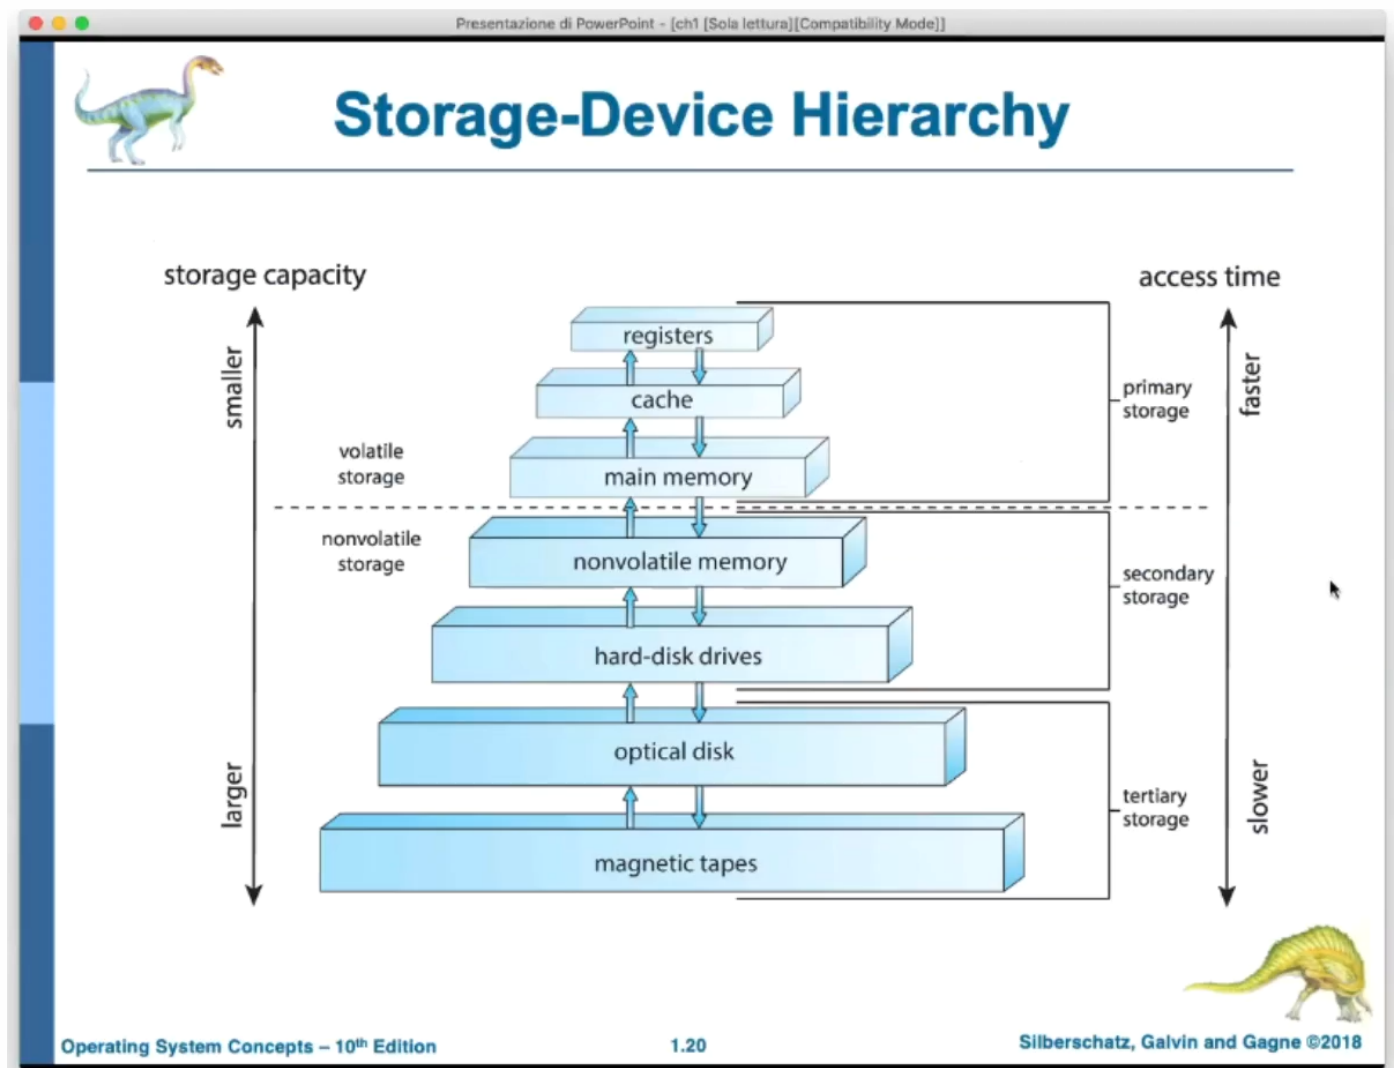 Presentazione di PowerPoint - [ch1 [Sola lettura][Compatibility Mode]]
Storage-Device Hierarchy
storage capacity
access time
smaller
faster
registers
cache
primary
storage
volatile
storage
main memory
nonvolatile
storage
nonvolatile memory
secondary
storage
hard-disk drives
optical disk
larger
slower
tertiary
storage
magnetic tapes
Operating System Concepts – 10th Edition
1.20
Silberschatz, Galvin and Gagne ©2018